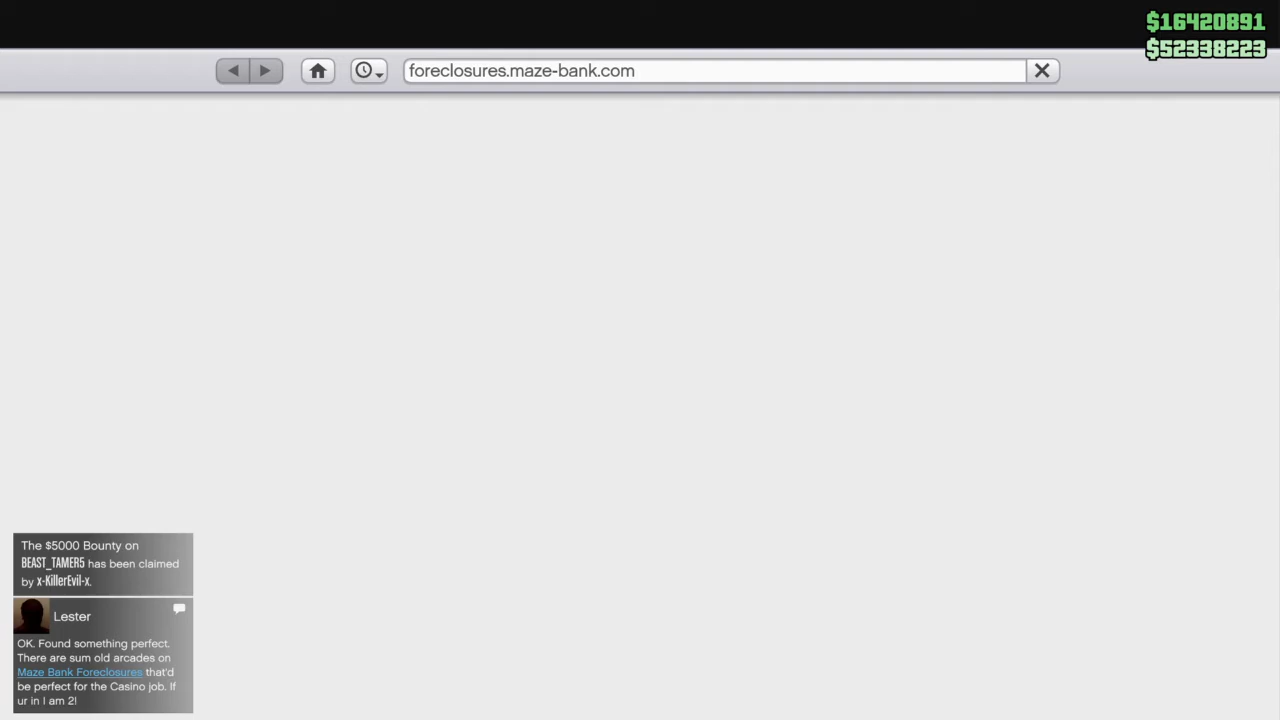 $16420891
$52338223
foreclosures.maze-bank.com
The $5000 Bounty on
BEAST_TAMER5 has been claimed
by x-KillerEvil-x.
Lester
OK. Found something perfect.
There are sum old arcades on
Maze Bank Foreclosures that'd
be perfect for the Casino job. If
ur in I am 2!